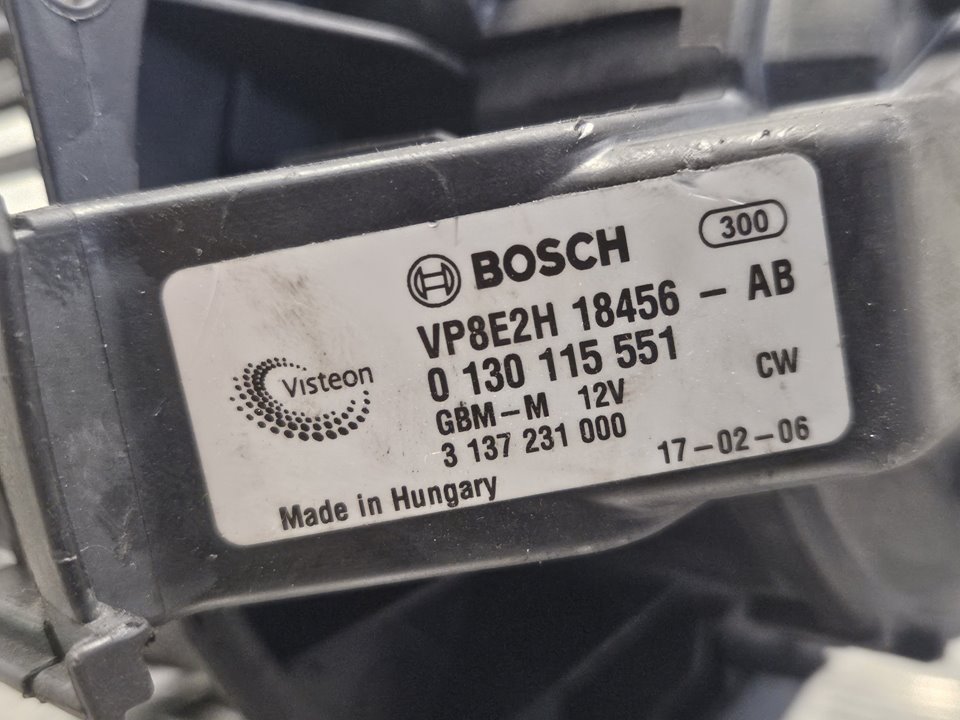 300
BOSCH
VP8E2H 18456 - AB
0 130 115 551
CW
Visteon
GBM-M 12V
3 137 231 000
17-02-06
Made in Hungary